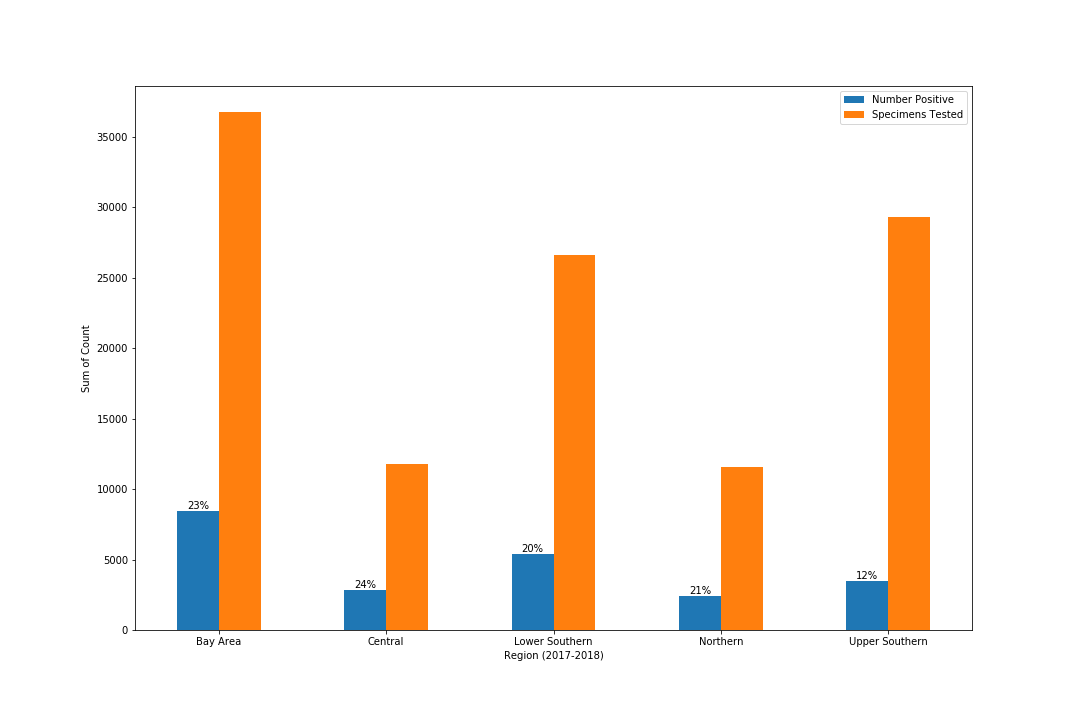 Number Positive
Specimens Tested
35000
30000
25000
20000
15000
10000
5000
0
Sum of Count
23%
24%
20%
21%
12%
Bay Area
Central
Lower Southern
Northern
Upper Southern
Region (2017-2018)